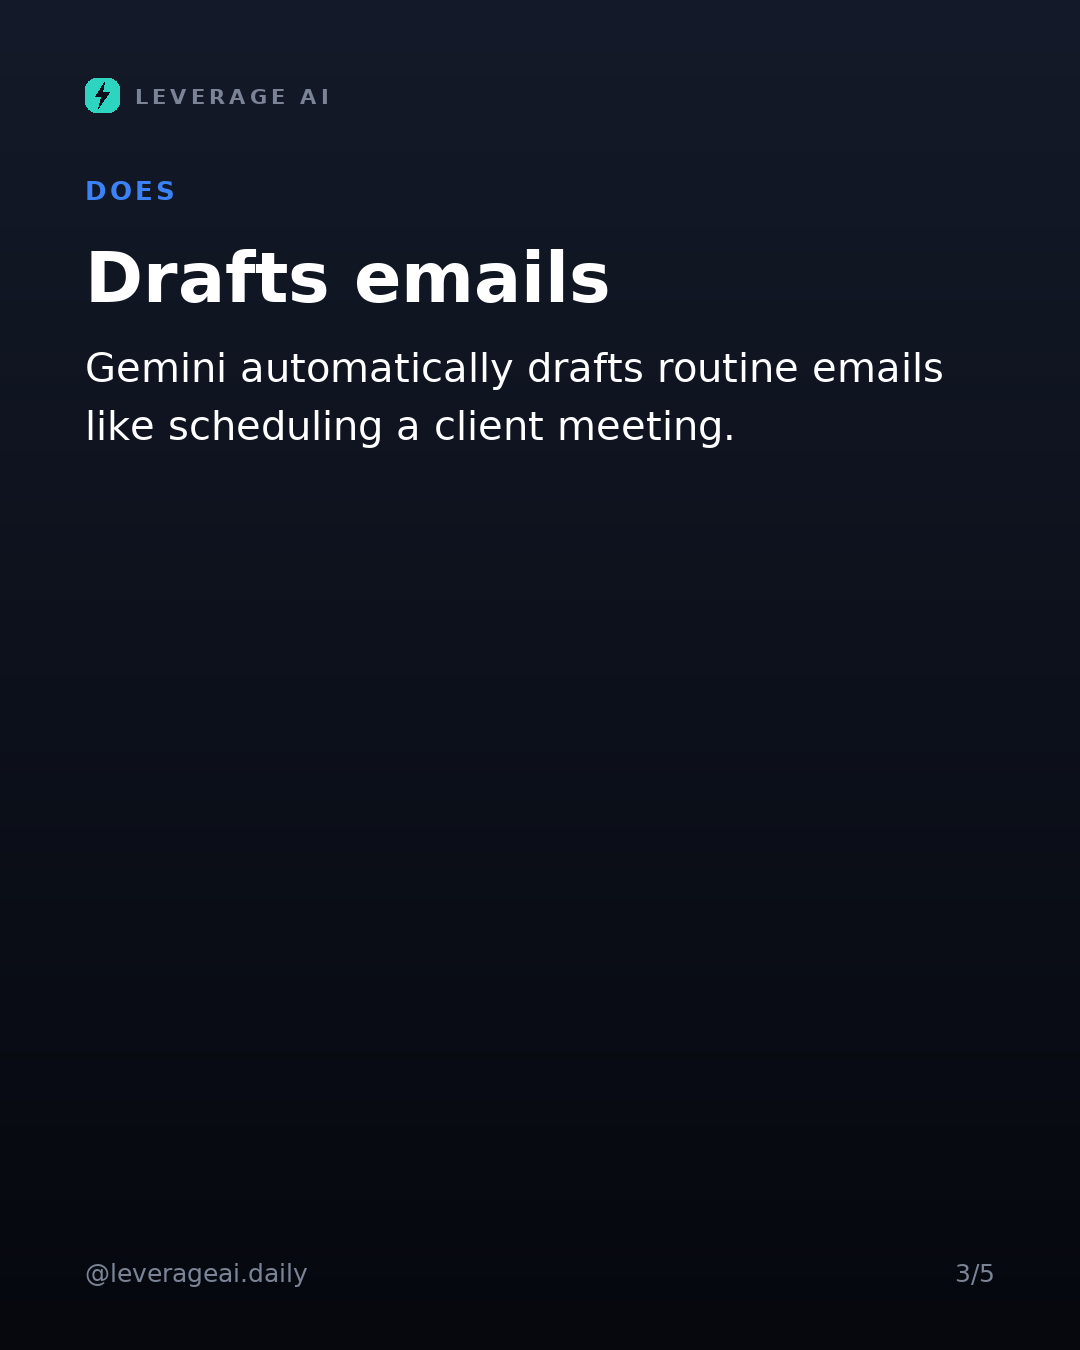 LEVERAGE AI
DOES
Drafts emails
Gemini automatically drafts routine emails
like scheduling a client meeting.
@leverageai.daily
3/5